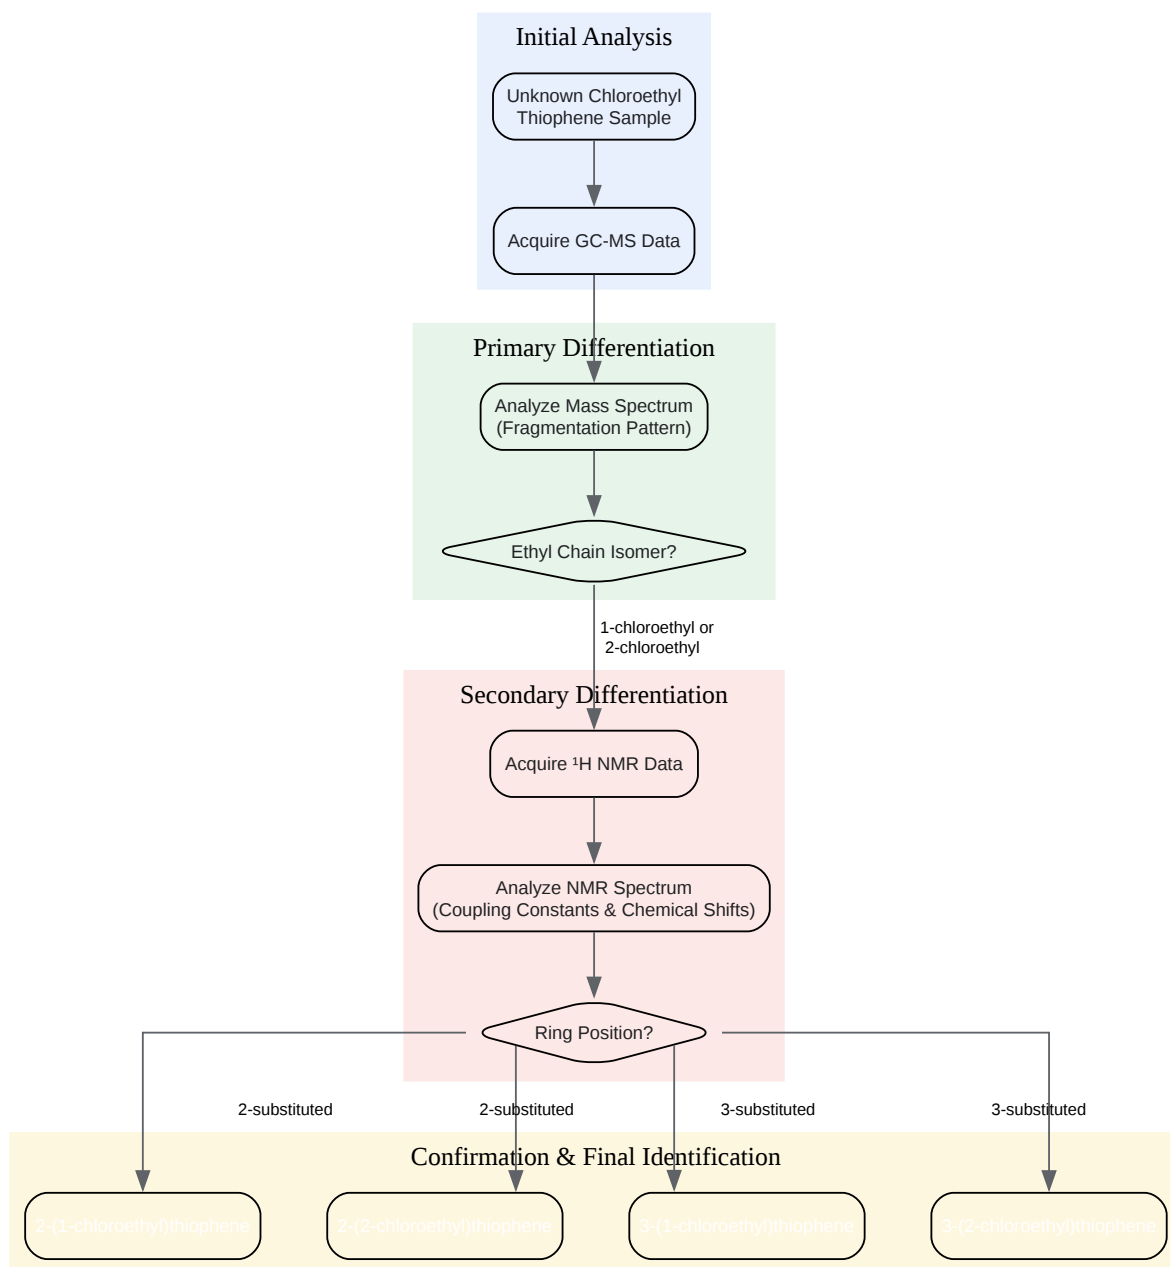 Initial Analysis
Unknown Chloroethyl
Thiophene Sample
Acquire GC-MS Data
Primary Differentiation
Analyze Mass Spectrum
(Fragmentation Pattern)
Ethyl Chain Isomer?
1-chloroethyl or
2-chloroethyl
Secondary Differentiation
Acquire ¹H NMR Data
Analyze NMR Spectrum
(Coupling Constants & Chemical Shifts)
Ring Position?
2-substituted
2-substituted
3-substituted
3-substituted
Confirmation & Final Identification
2-(1-chloroethyl)thiophene
2-(2-chloroethyl)thiophene
3-(1-chloroethyl)thiophene
3-(2-chloroethyl)thiophene